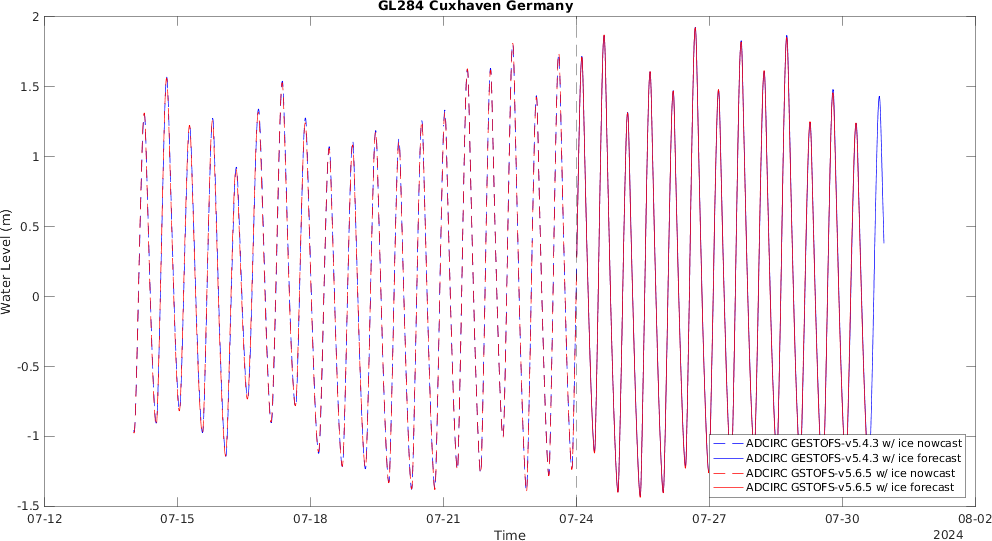 GL284 Cuxhaven Germany
2
1.5
1
0.5
0
-0.5
-1
-1.5
Water Level (m)
ADCIRC GESTOFS-v5.4.3 w/ ice nowcast
ADCIRC GESTOFS-v5.4.3 w/ ice forecast
ADCIRC GSTOFS-v5.6.5 w/ ice nowcast
ADCIRC GSTOFS-v5.6.5 w/ ice forecast
07-12 07-15 07-18 07-21 07-24 07-27 07-30 08-02
Time
2024